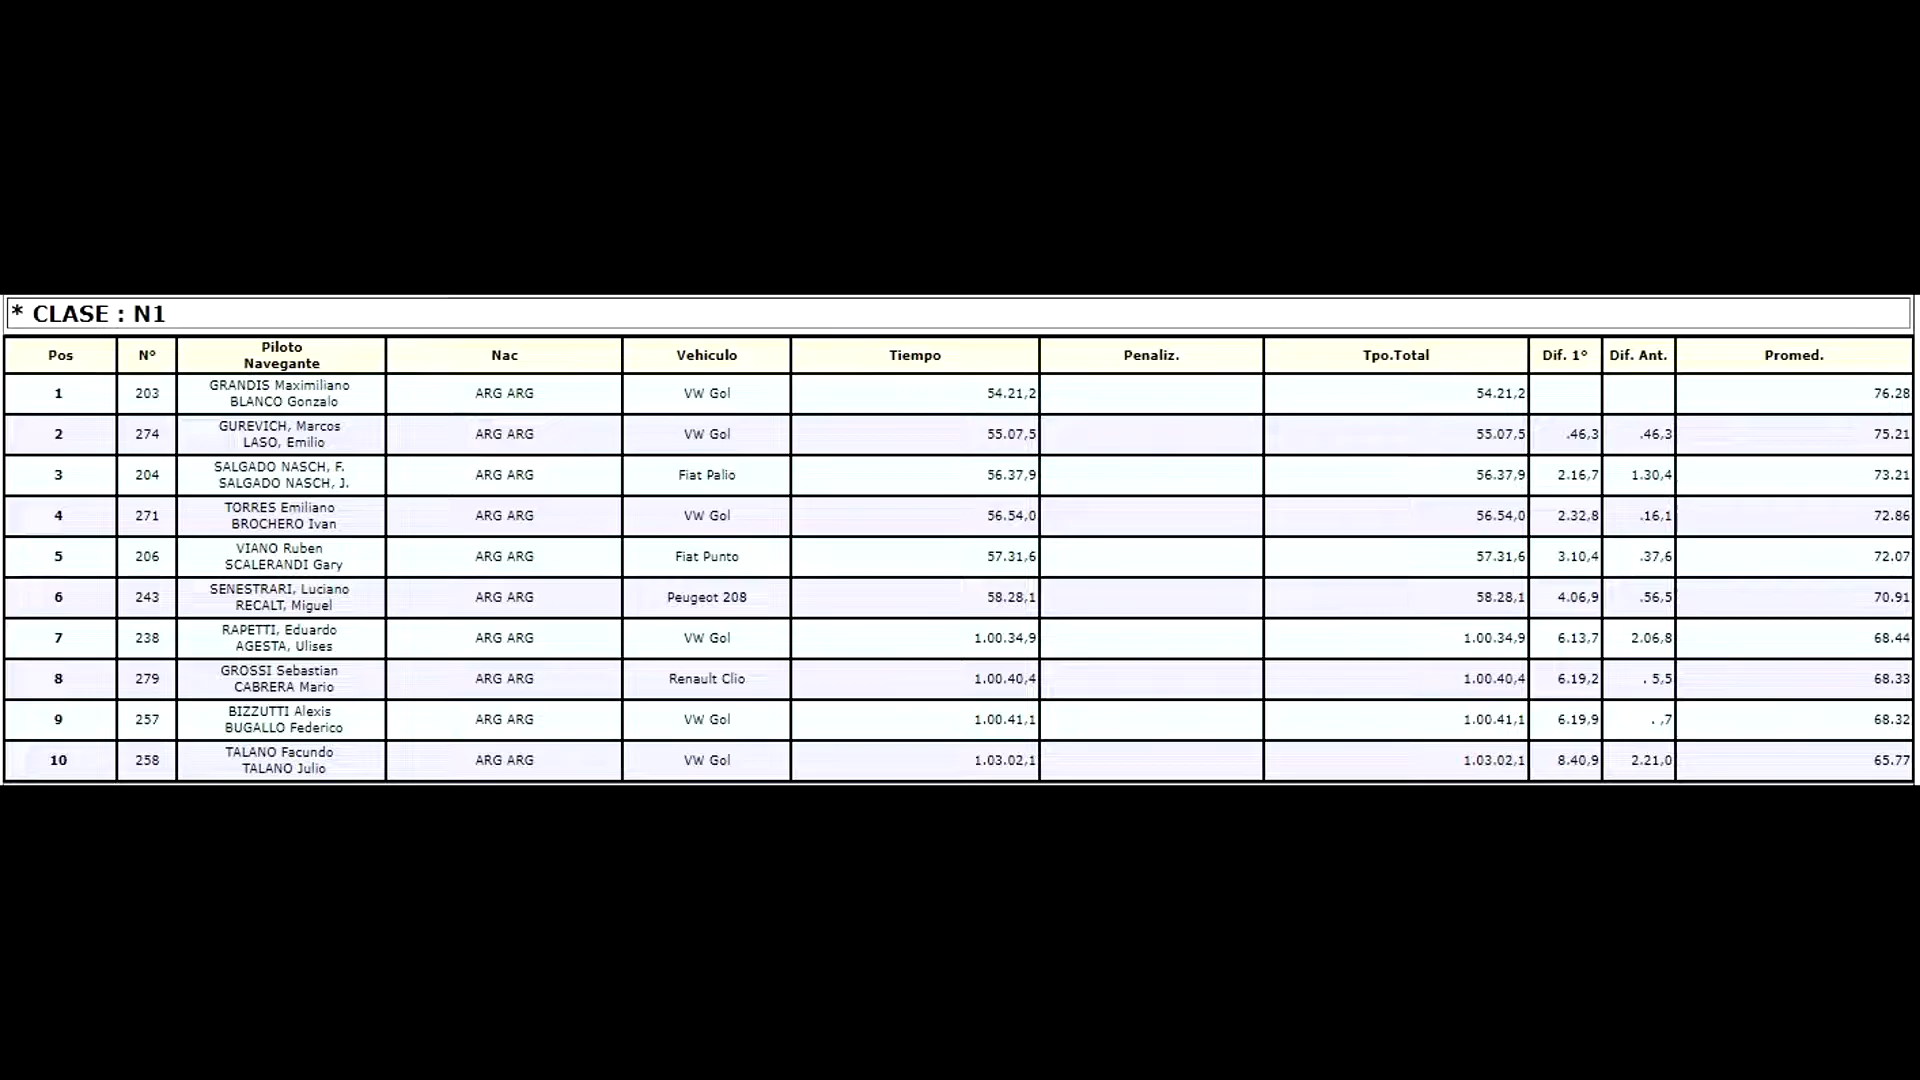 * CLASE : N1
Pos N° Piloto Navegante Nac Vehiculo Tiempo Penaliz. Tpo.Total Dif. 1° Dif. Ant. Promed.
1 203 GRANDIS Maximiliano BLANCO Gonzalo ARG ARG VW Gol 54.21,2 54.21,2 76.28
2 274 GUREVICH, Marcos LASO, Emilio ARG ARG VW Gol 55.07,5 55.07,5 .46,3 .46,3 75.21
3 204 SALGADO NASCH, F. SALGADO NASCH, J. ARG ARG Fiat Palio 56.37,9 56.37,9 2.16,7 1.30,4 73.21
4 271 TORRES Emiliano BROCHERO Ivan ARG ARG VW Gol 56.54,0 56.54,0 2.32,8 .16,1 72.86
5 206 VIANO Ruben SCALERANDI Gary ARG ARG Fiat Punto 57.31,6 57.31,6 3.10,4 .37,6 72.07
6 243 SENESTRARI, Luciano RECALT, Miguel ARG ARG Peugeot 208 58.28,1 58.28,1 4.06,9 .56,5 70.91
7 238 RAPETTI, Eduardo AGESTA, Ulises ARG ARG VW Gol 1.00.34,9 1.00.34,9 6.13,7 2.06,8 68.44
8 279 GROSSI Sebastian CABRERA Mario ARG ARG Renault Clio 1.00.40,4 1.00.40,4 6.19,2 . 5,5 68.33
9 257 BIZZUTTI Alexis BUGALLO Federico ARG ARG VW Gol 1.00.41,1 1.00.41,1 6.19,9 . ,7 68.32
10 258 TALANO Facundo TALANO Julio ARG ARG VW Gol 1.03.02,1 1.03.02,1 8.40,9 2.21,0 65.77